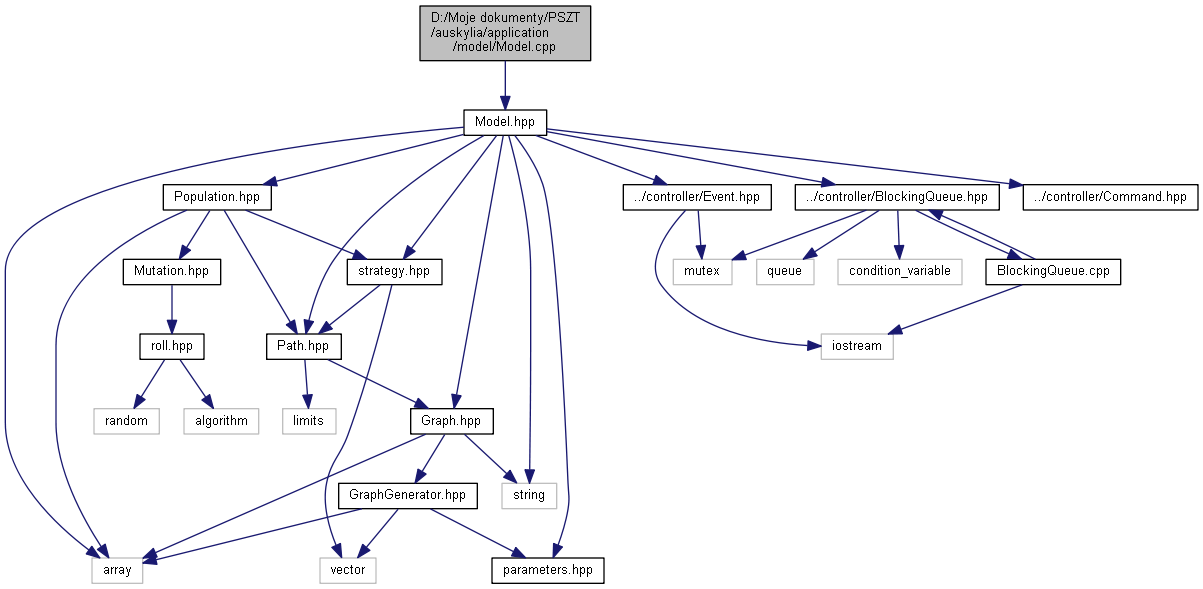 D:/Moje dokumenty/PSZT
/auskylia/application
/model/Model.cpp
Model.hpp
Population.hpp
../controller/Event.hpp
../controller/BlockingQueue.hpp
../controller/Command.hpp
Mutation.hpp
strategy.hpp
mutex
queue
condition_variable
BlockingQueue.cpp
roll.hpp
Path.hpp
iostream
random
algorithm
limits
Graph.hpp
GraphGenerator.hpp
string
array
vector
parameters.hpp